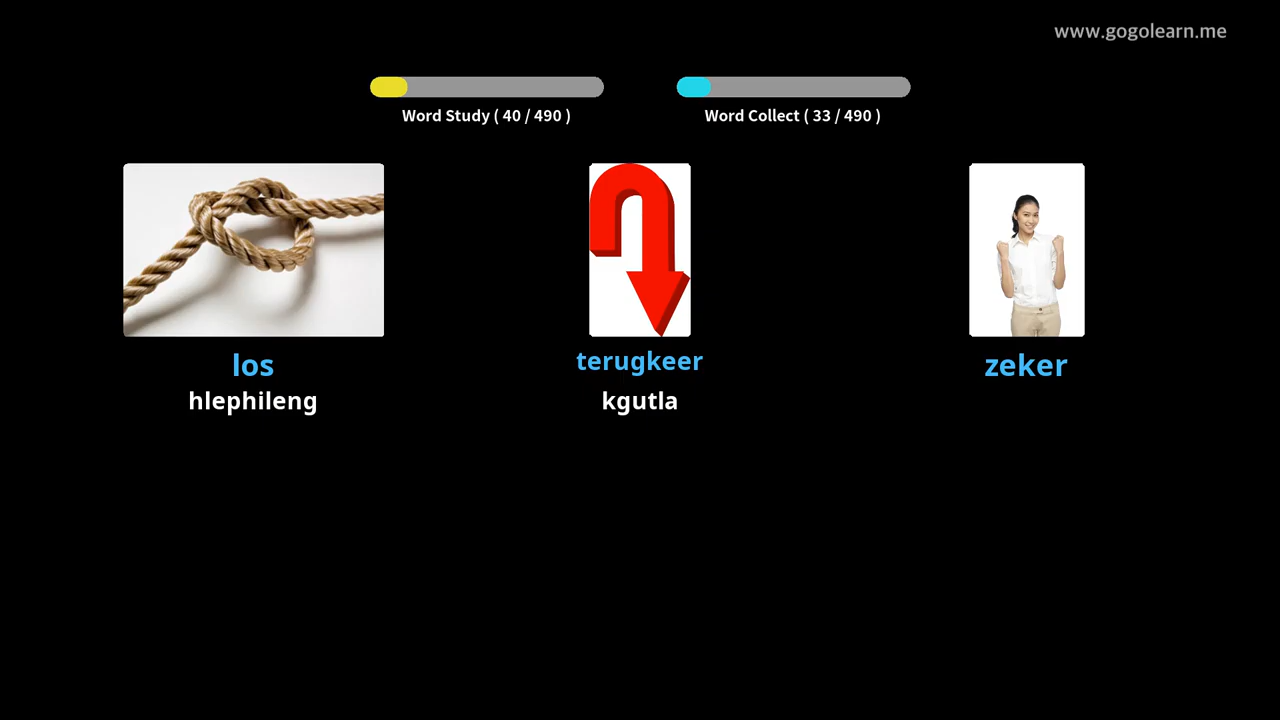 www.gogolearn.me
Word Study ( 40 / 490 )
Word Collect ( 33 / 490 )
los
terugkeer
zeker
hlephileng
kgutla